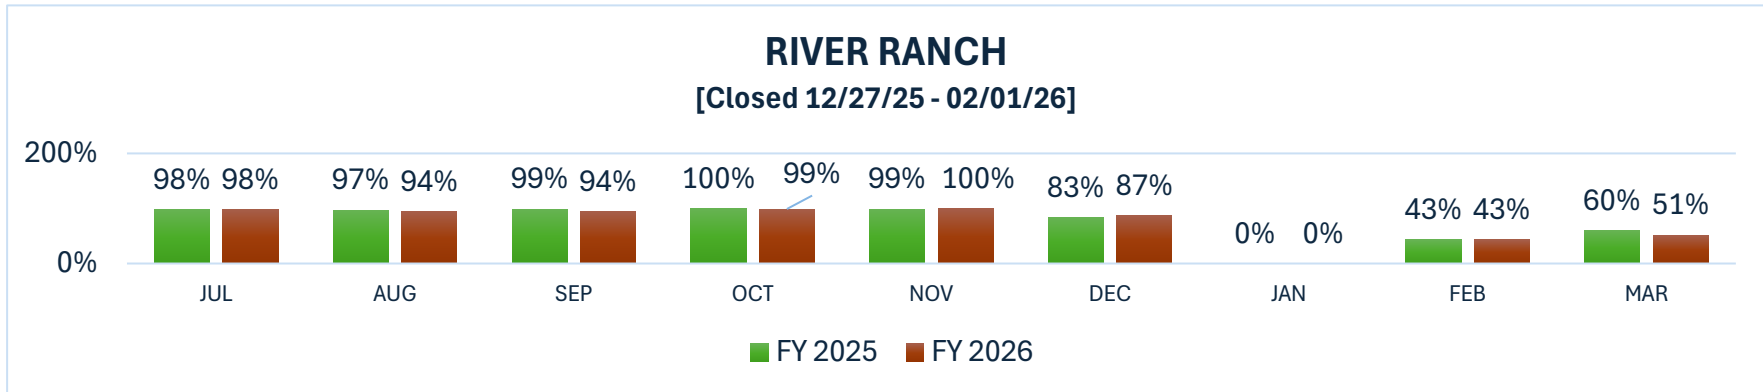 RIVER RANCH
[Closed 12/27/25 - 02/01/26]
200%
98% 98% 97% 94% 99% 94% 100% 99% 99% 100% 83% 87% 0% 0% 43% 43% 60% 51%
0%
JUL AUG SEP OCT NOV DEC JAN FEB MAR
FY 2025 FY 2026